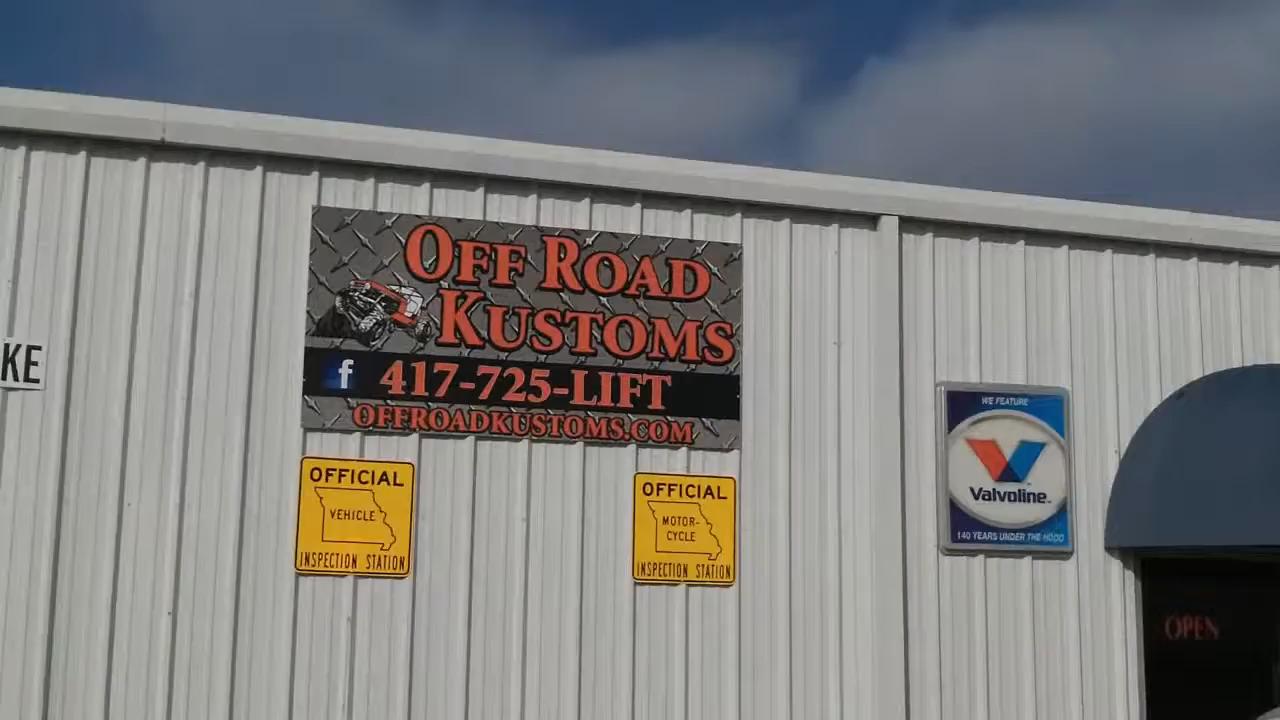 OFF ROAD
KUSTOMS
f 417-725-LIFT
OFFROADKUSTOMS.COM
KE
OFFICIAL
VEHICLE
INSPECTION STATION
OFFICIAL
MOTOR-
CYCLE
INSPECTION STATION
WE FEATURE
Valvoline™
140 YEARS UNDER THE HOOD
OPEN